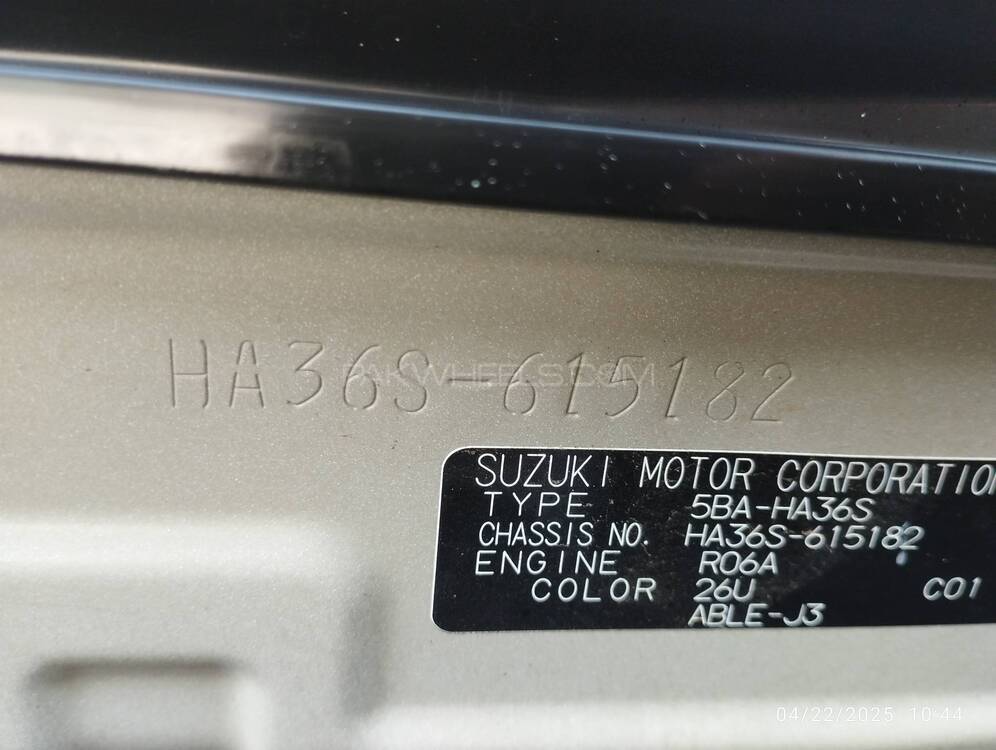 HA36S-615182
PAKWHEELS.COM
SUZUKI MOTOR CORPORATION
TYPE 5BA-HA36S
CHASSIS NO. HA36S-615182
ENGINE R06A
COLOR 26U C01
ABLE-J3
04/22/2025 10:44